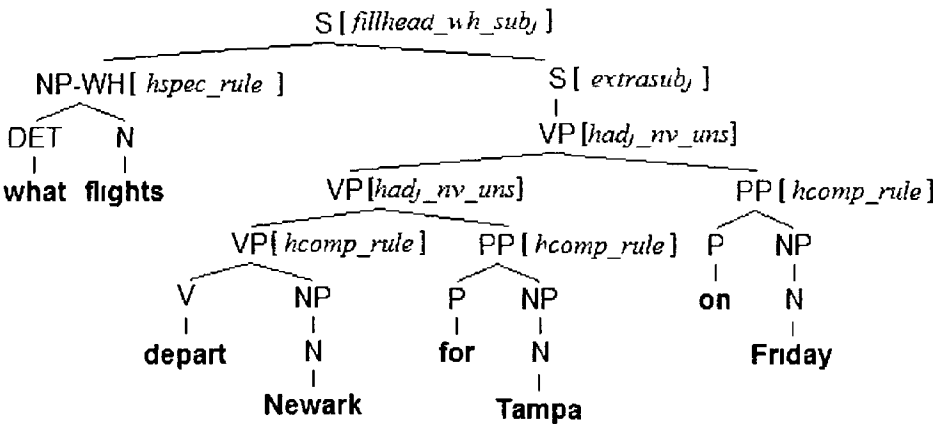 S[fillhead_wh_subj]
NP-WH[hspec_rule] S[extrasubj]
DET N VP[hadj_nv_uns]
what flights VP[hadj_nv_uns] PP[hcomp_rule]
VP[hcomp_rule] PP[hcomp_rule] P NP
V NP P NP on N
depart N for N Friday
Newark Tampa